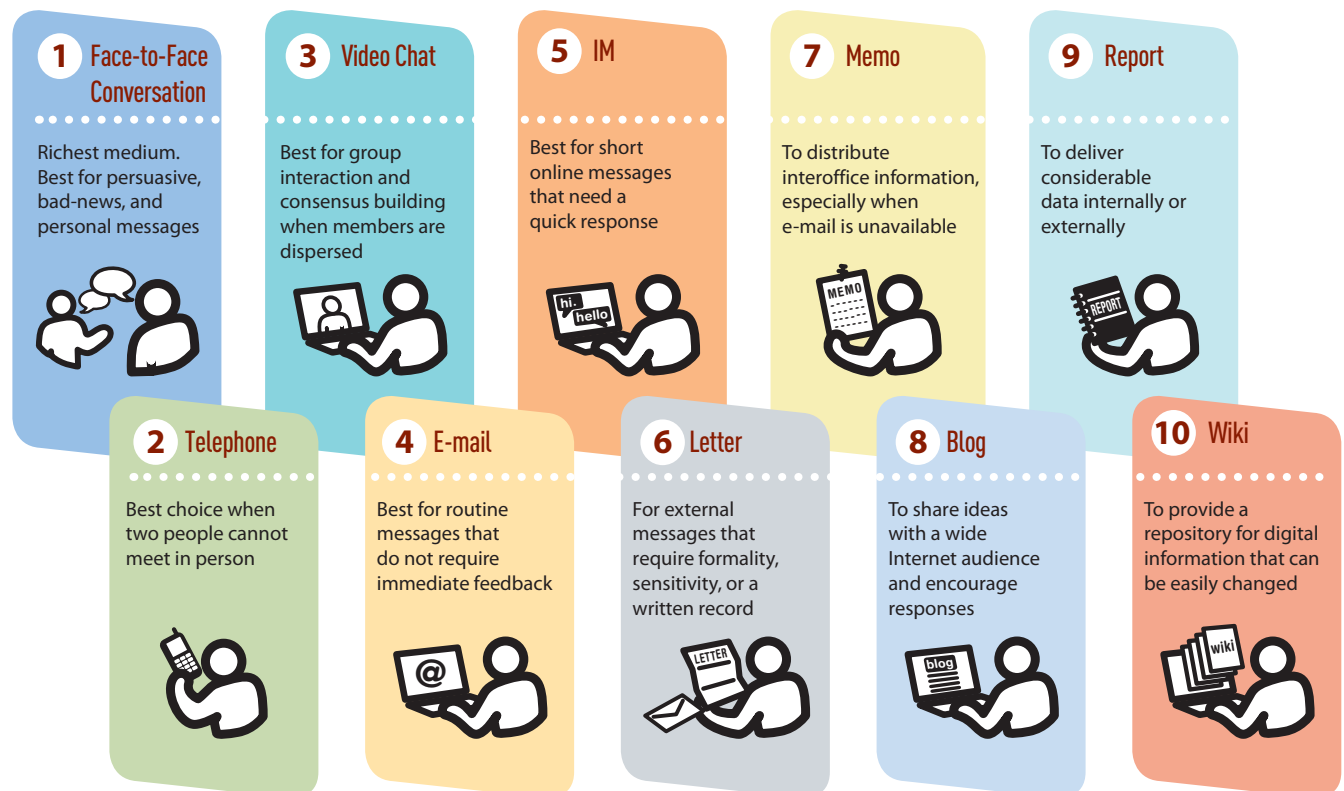 1 Face-to-Face
Conversation
Richest medium.
Best for persuasive,
bad-news, and
personal messages
2 Telephone
Best choice when
two people cannot
meet in person
3 Video Chat
Best for group
interaction and
consensus building
when members are
dispersed
4 E-mail
Best for routine
messages that
do not require
immediate feedback
@
5 IM
Best for short
online messages
that need a
quick response
hi.
hello
6 Letter
For external
messages that
require formality,
sensitivity, or a
written record
LETTER
7 Memo
To distribute
interoffice information,
especially when
e-mail is unavailable
MEMO
8 Blog
To share ideas
with a wide
Internet audience
and encourage
responses
blog
9 Report
To deliver
considerable
data internally or
externally
REPORT
10 Wiki
To provide a
repository for digital
information that can
be easily changed
wiki